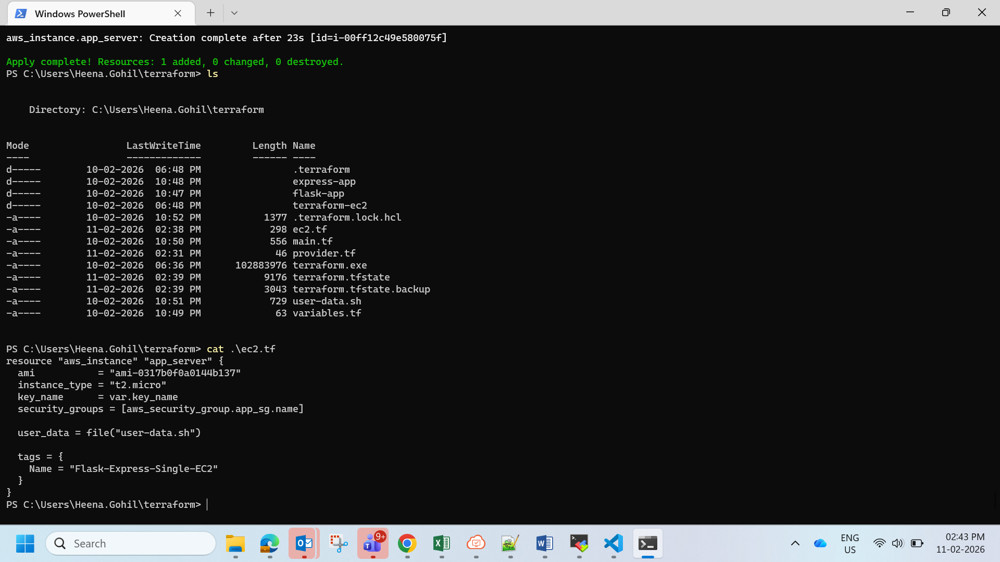 Windows PowerShell
aws_instance.app_server: Creation complete after 23s [id=i-00ff12c49e580075f]
Apply complete! Resources: 1 added, 0 changed, 0 destroyed.
PS C:\Users\Heena.Gohil\terraform> ls
Directory: C:\Users\Heena.Gohil\terraform
Mode LastWriteTime Length Name
---- ------------- ------ ----
d----- 10-02-2026 06:48 PM .terraform
d----- 10-02-2026 10:48 PM express-app
d----- 10-02-2026 10:47 PM flask-app
d----- 10-02-2026 06:48 PM terraform-ec2
-a---- 10-02-2026 10:52 PM 1377 .terraform.lock.hcl
-a---- 11-02-2026 02:38 PM 298 ec2.tf
-a---- 10-02-2026 10:50 PM 556 main.tf
-a---- 11-02-2026 02:31 PM 46 provider.tf
-a---- 10-02-2026 06:36 PM 102883976 terraform.exe
-a---- 11-02-2026 02:39 PM 9176 terraform.tfstate
-a---- 11-02-2026 02:39 PM 3043 terraform.tfstate.backup
-a---- 10-02-2026 10:51 PM 729 user-data.sh
-a---- 10-02-2026 10:49 PM 63 variables.tf
PS C:\Users\Heena.Gohil\terraform> cat .\ec2.tf
resource "aws_instance" "app_server" {
  ami           = "ami-0317b0f0a0144b137"
  instance_type = "t2.micro"
  key_name      = var.key_name
  security_groups = [aws_security_group.app_sg.name]
  user_data = file("user-data.sh")
  tags = {
    Name = "Flask-Express-Single-EC2"
  }
}
PS C:\Users\Heena.Gohil\terraform>
Search
9+
ENG
US
02:43 PM
11-02-2026